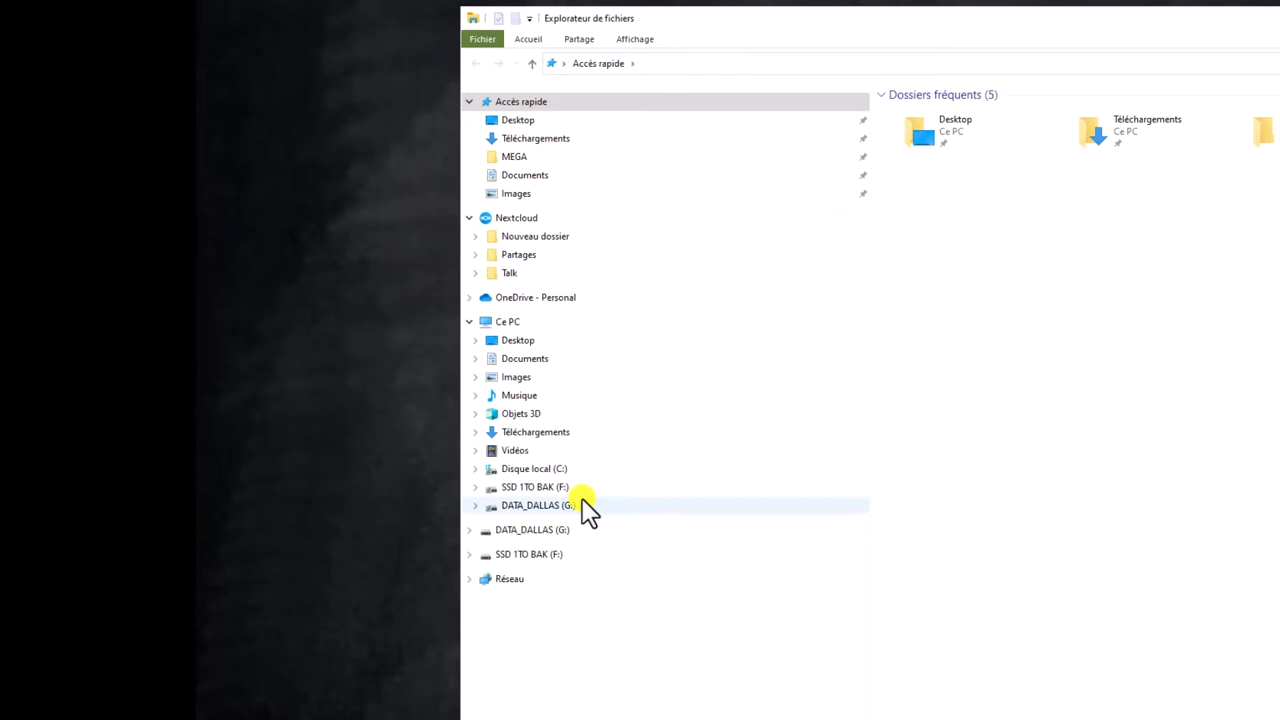 Explorateur de fichiers
Fichier Accueil Partage Affichage
Accès rapide
Accès rapide
Desktop
Téléchargements
MEGA
Documents
Images
Nextcloud
Nouveau dossier
Partages
Talk
OneDrive - Personal
Ce PC
Desktop
Documents
Images
Musique
Objets 3D
Téléchargements
Vidéos
Disque local (C:)
SSD 1TO BAK (F:)
DATA_DALLAS (G:)
DATA_DALLAS (G:)
SSD 1TO BAK (F:)
Réseau
Dossiers fréquents (5)
Desktop
Ce PC
Téléchargements
Ce PC